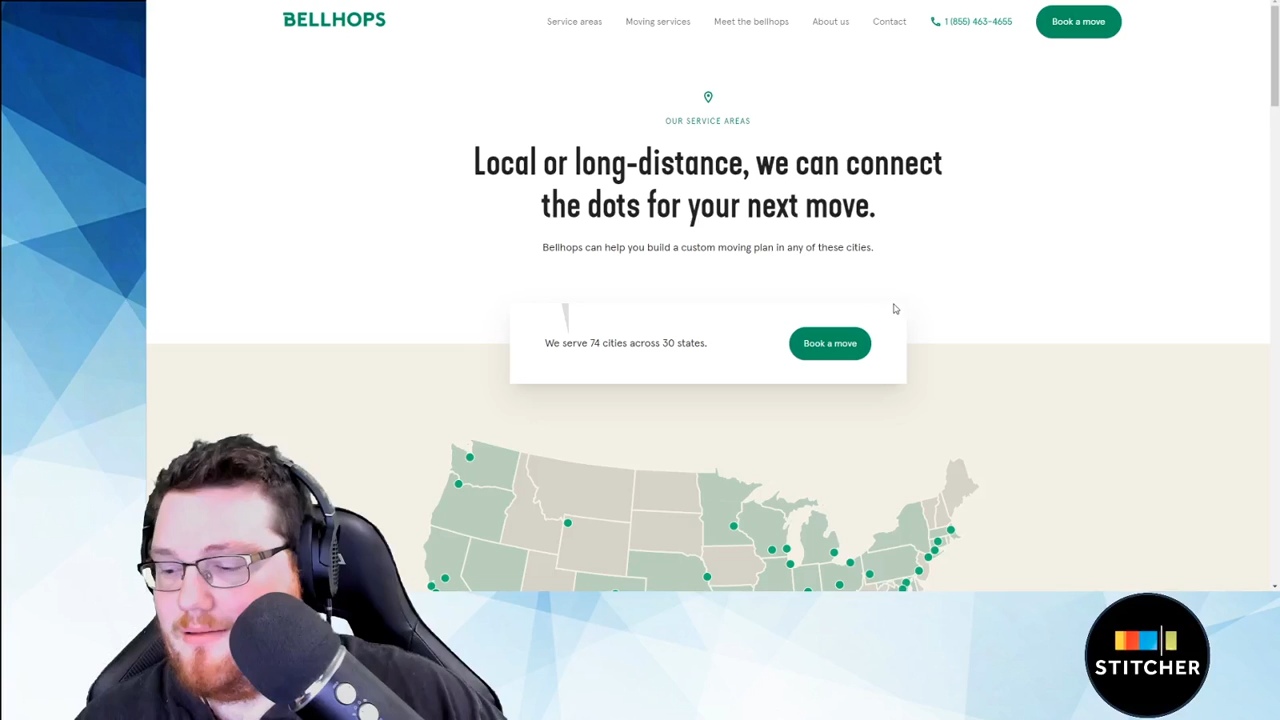 BELLHOPS
Service areas
Moving services
Meet the bellhops
About us
Contact
1 (855) 463-4655
Book a move
OUR SERVICE AREAS
Local or long-distance, we can connect
the dots for your next move.
Bellhops can help you build a custom moving plan in any of these cities.
We serve 74 cities across 30 states.
Book a move
STITCHER